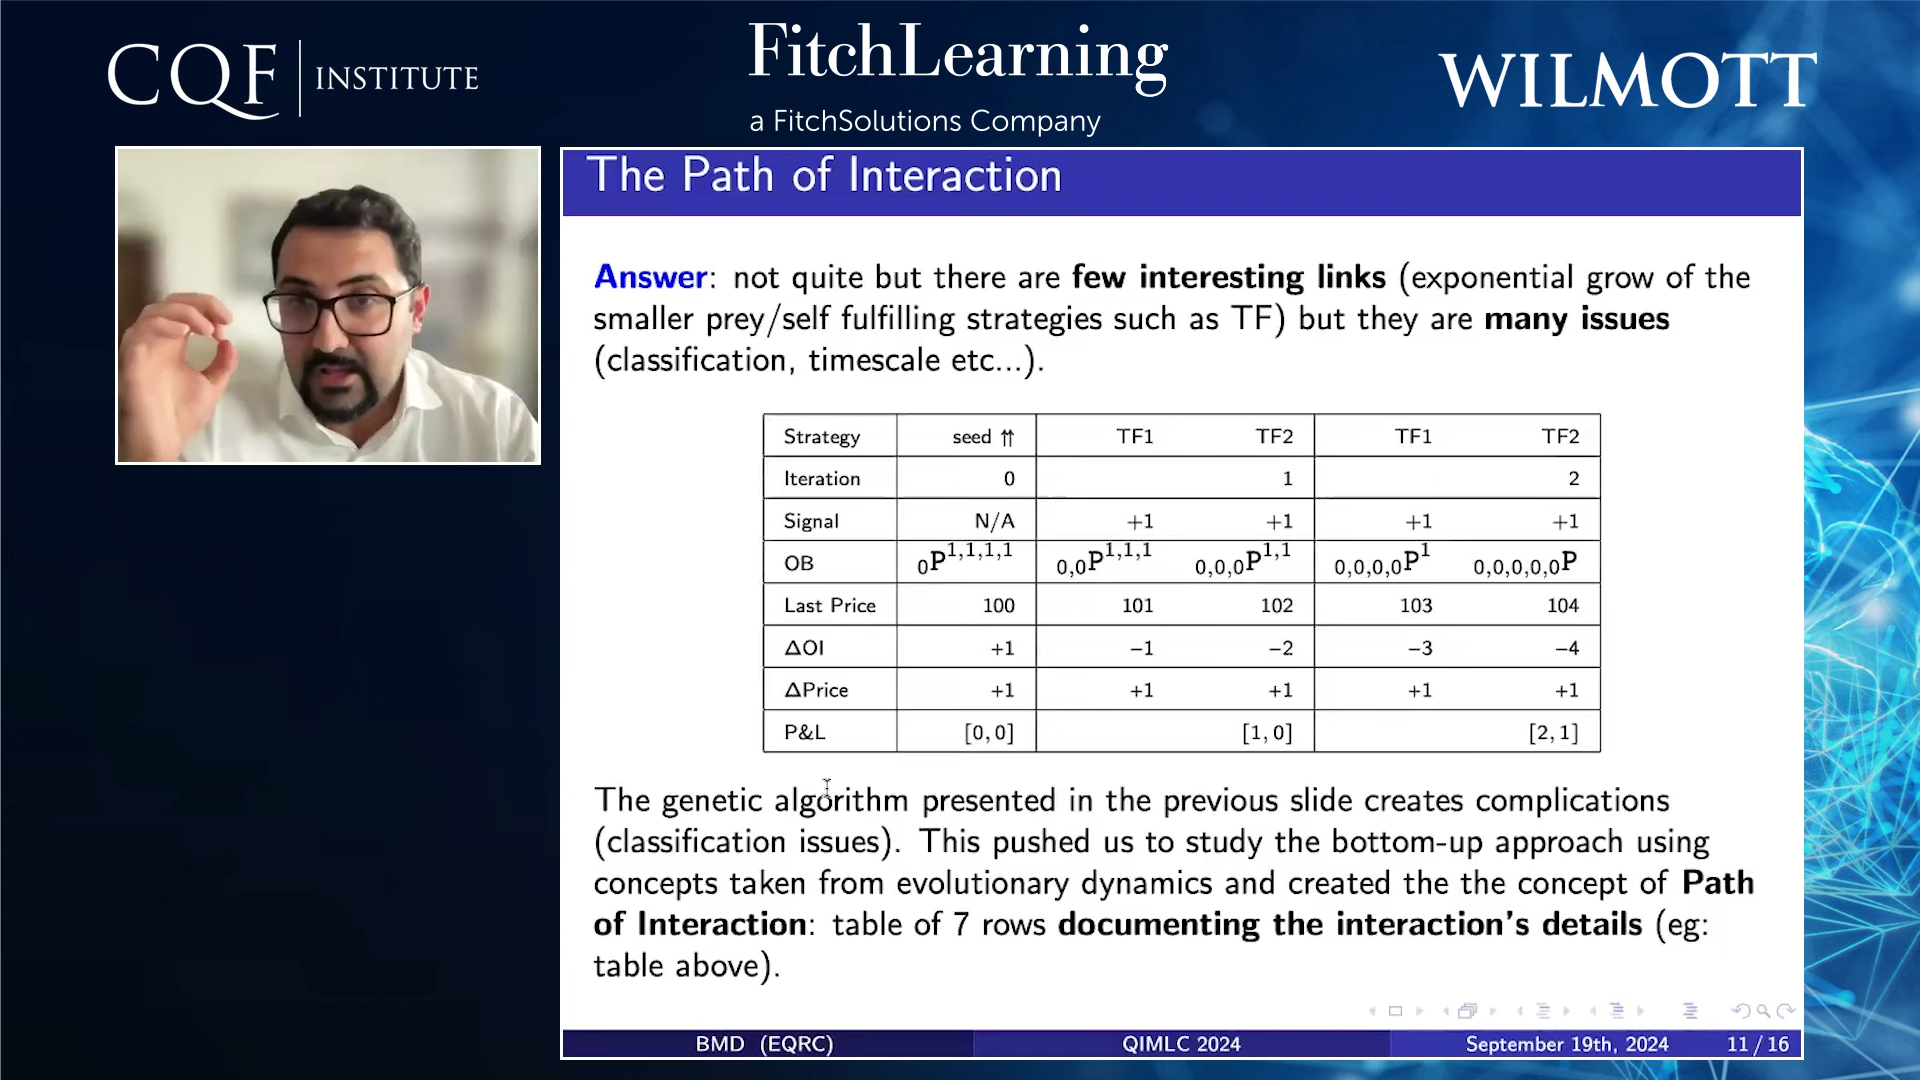 CQF INSTITUTE
FitchLearning
a FitchSolutions Company
WILMOTT
The Path of Interaction
Answer: not quite but there are few interesting links (exponential grow of the
smaller prey/self fulfilling strategies such as TF) but they are many issues
(classification, timescale etc...).
Strategy seed ⇈ TF1 TF2 TF1 TF2
Iteration 0 1 2
Signal N/A +1 +1 +1 +1
OB ₀P¹,¹,¹,¹ ₀,₀P¹,¹,¹ ₀,₀,₀P¹,¹ ₀,₀,₀,₀P¹ ₀,₀,₀,₀,₀P
Last Price 100 101 102 103 104
ΔOI +1 −1 −2 −3 −4
ΔPrice +1 +1 +1 +1 +1
P&L [0, 0] [1, 0] [2, 1]
The genetic algorithm presented in the previous slide creates complications
(classification issues). This pushed us to study the bottom-up approach using
concepts taken from evolutionary dynamics and created the the concept of Path
of Interaction: table of 7 rows documenting the interaction's details (eg:
table above).
BMD (EQRC) QIMLC 2024 September 19th, 2024 11 / 16